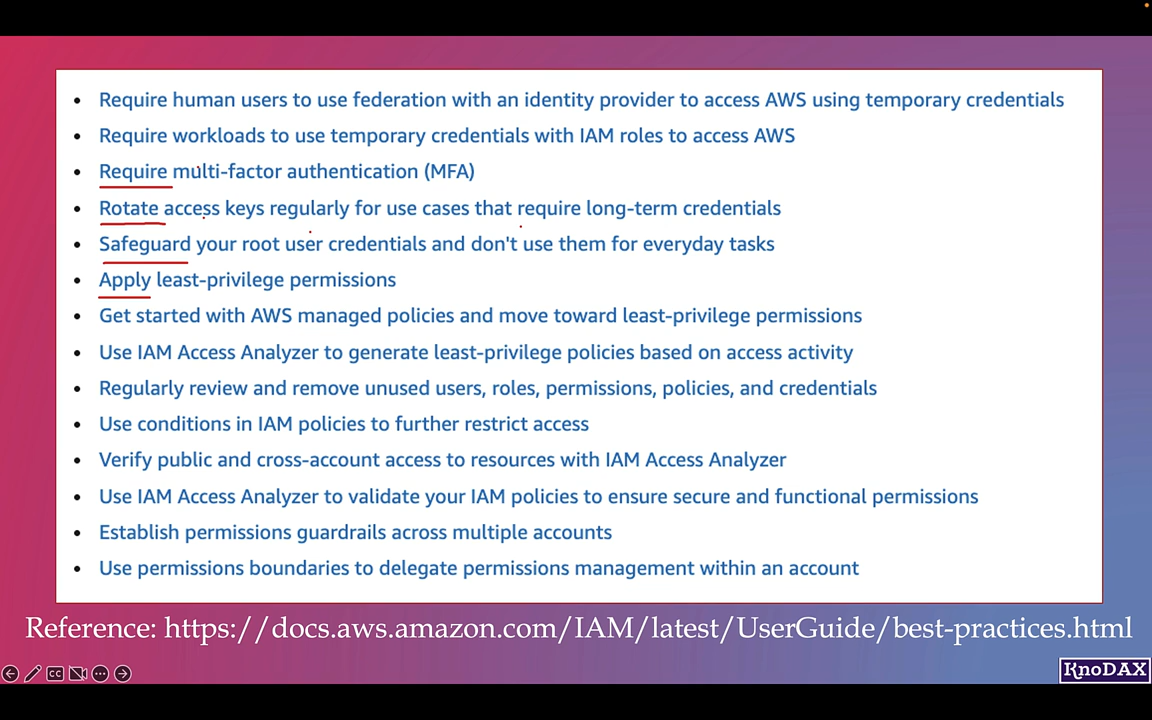 • Require human users to use federation with an identity provider to access AWS using temporary credentials
• Require workloads to use temporary credentials with IAM roles to access AWS
• Require multi-factor authentication (MFA)
• Rotate access keys regularly for use cases that require long-term credentials
• Safeguard your root user credentials and don't use them for everyday tasks
• Apply least-privilege permissions
• Get started with AWS managed policies and move toward least-privilege permissions
• Use IAM Access Analyzer to generate least-privilege policies based on access activity
• Regularly review and remove unused users, roles, permissions, policies, and credentials
• Use conditions in IAM policies to further restrict access
• Verify public and cross-account access to resources with IAM Access Analyzer
• Use IAM Access Analyzer to validate your IAM policies to ensure secure and functional permissions
• Establish permissions guardrails across multiple accounts
• Use permissions boundaries to delegate permissions management within an account
Reference: https://docs.aws.amazon.com/IAM/latest/UserGuide/best-practices.html
CC
KnoDAX